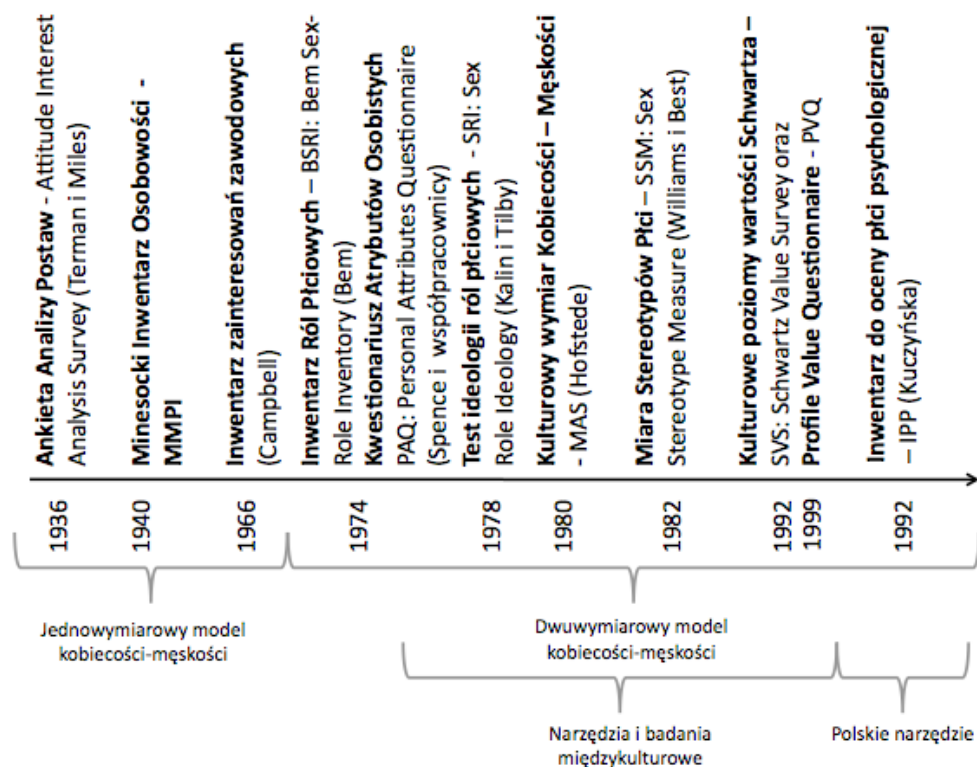 Ankieta Analizy Postaw - Attitude Interest
Analysis Survey (Terman i Miles)
Minesocki Inwentarz Osobowości -
MMPI
Inwentarz zainteresowań zawodowych
(Campbell)
Inwentarz Ról Płciowych – BSRI: Bem Sex-
Role Inventory (Bem)
Kwestionariusz Atrybutów Osobistych
PAQ: Personal Attributes Questionnaire
(Spence i współpracownicy)
Test ideologii ról płciowych - SRI: Sex
Role Ideology (Kalin i Tilby)
Kulturowy wymiar Kobiecości – Męskości
- MAS (Hofstede)
Miara Stereotypów Płci – SSM: Sex
Stereotype Measure (Williams i Best)
Kulturowe poziomy wartości Schwartza –
SVS: Schwartz Value Survey oraz
Profile Value Questionnaire - PVQ
Inwentarz do oceny płci psychologicznej
– IPP (Kuczyńska)
1936
1940
1966
1974
1978
1980
1982
1992
1999
1992
Jednowymiarowy model
kobiecości-męskości
Dwuwymiarowy model
kobiecości-męskości
Narzędzia i badania
międzykulturowe
Polskie narzędzie